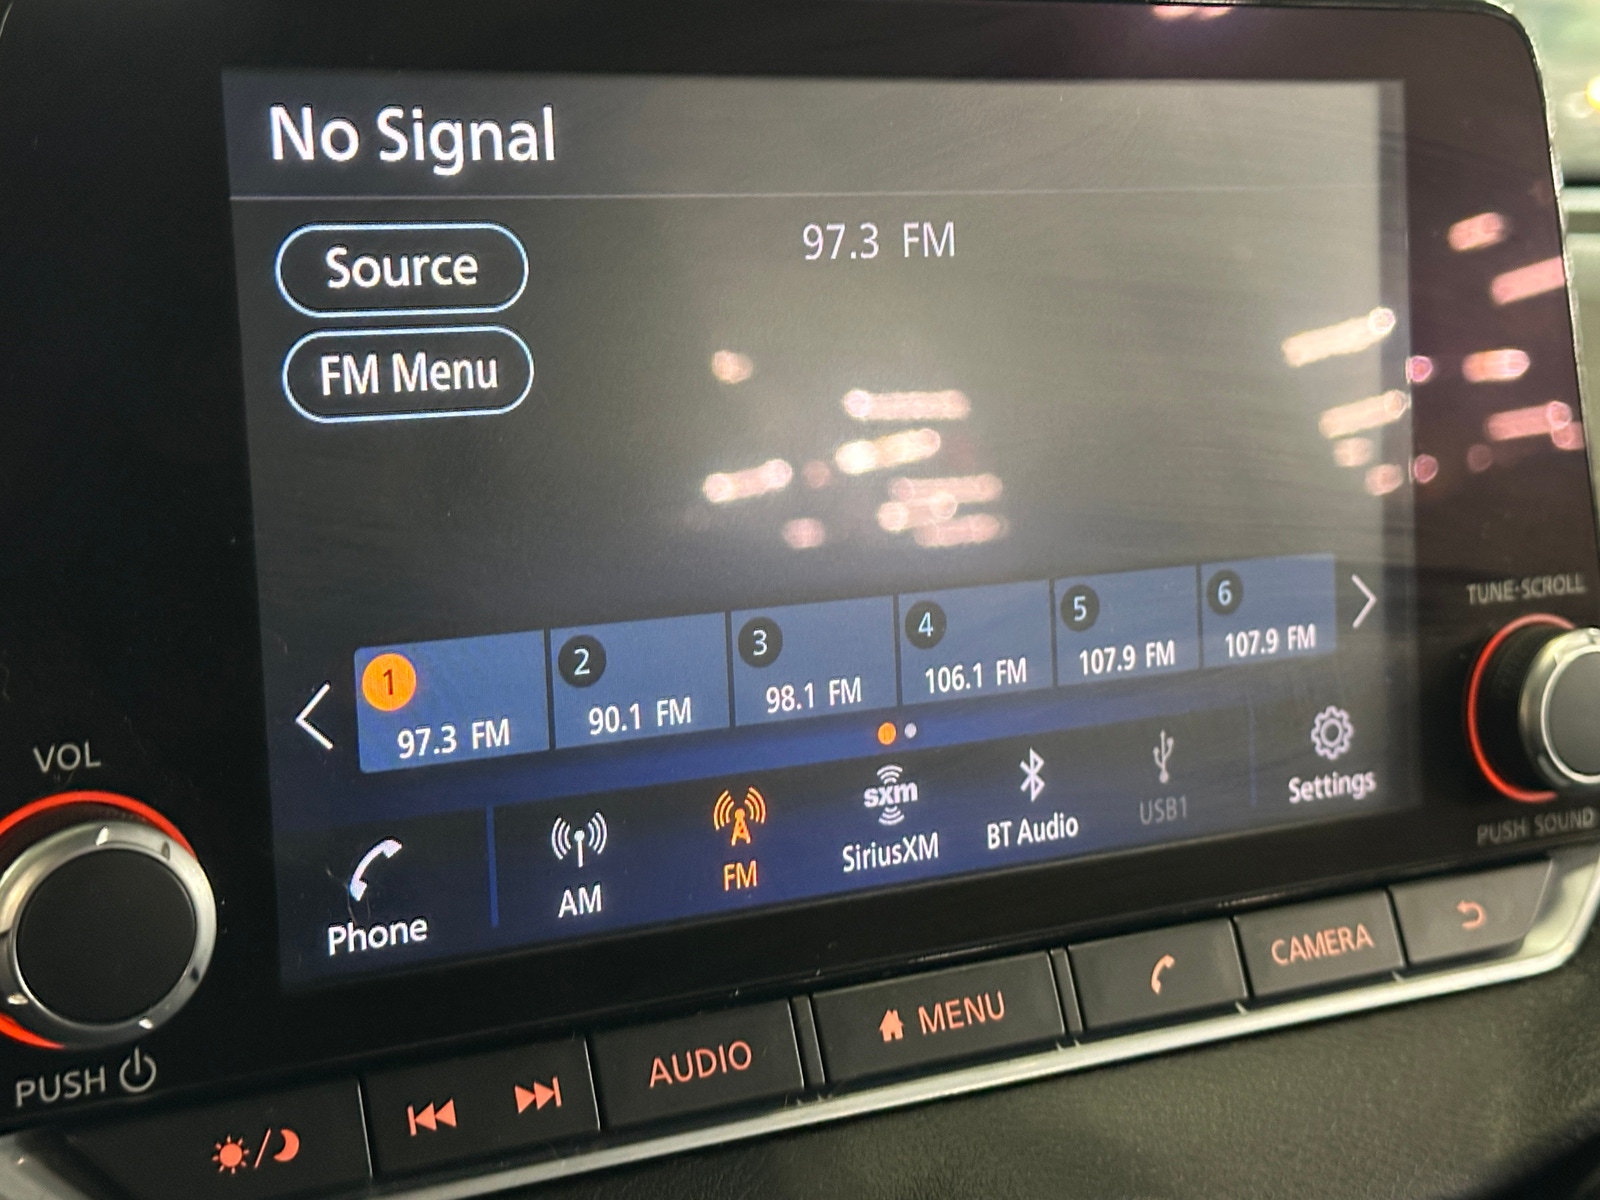 No Signal
Source
97.3 FM
FM Menu
1
97.3 FM
2
90.1 FM
3
98.1 FM
4
106.1 FM
5
107.9 FM
6
107.9 FM
Phone
AM
FM
sxm
SiriusXM
BT Audio
USB1
Settings
VOL
PUSH
TUNE·SCROLL
PUSH SOUND
AUDIO
MENU
CAMERA